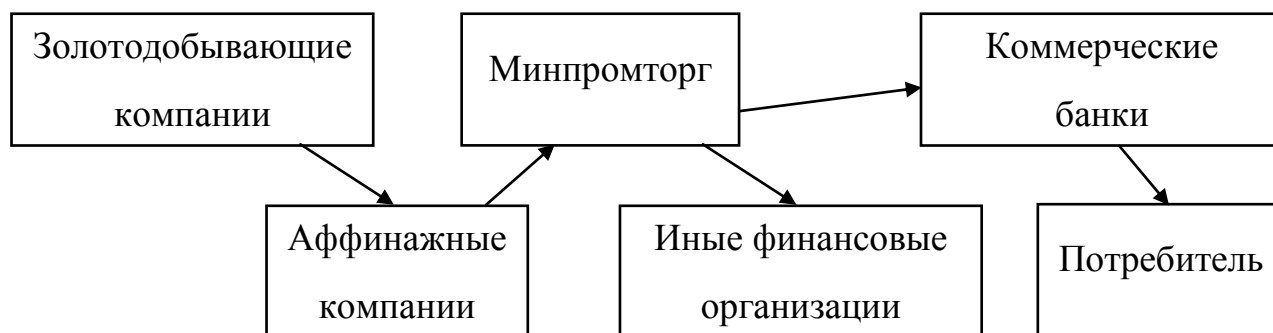 Золотодобывающие
компании
Минпромторг
Коммерческие
банки
Аффинажные
компании
Иные финансовые
организации
Потребитель